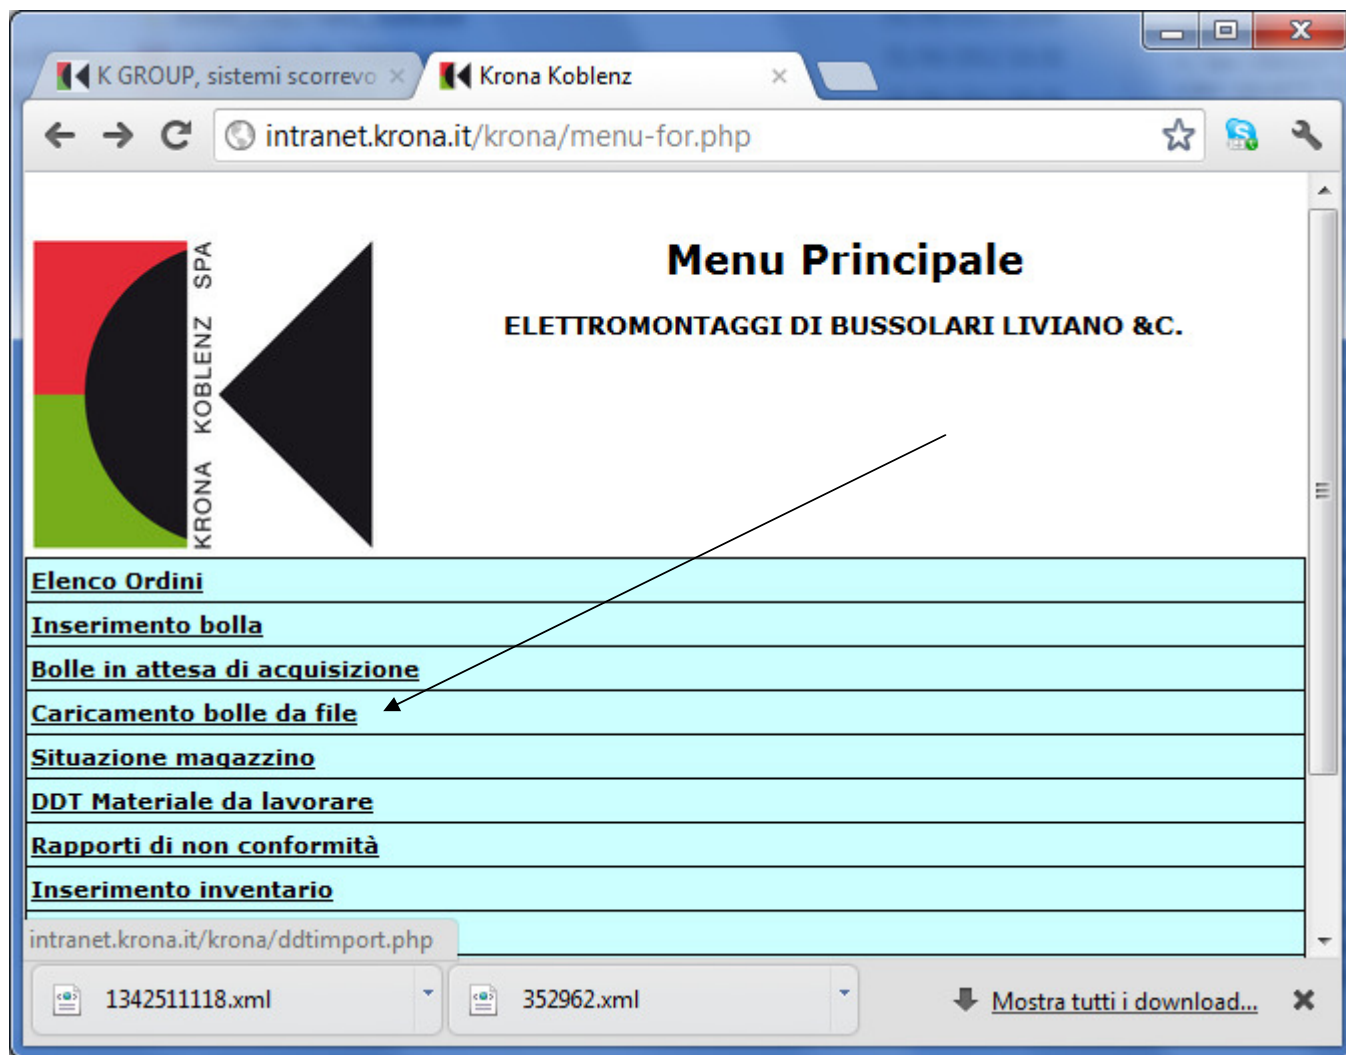 K GROUP, sistemi scorrevo
Krona Koblenz
intranet.krona.it/krona/menu-for.php
KRONA KOBLENZ SPA
Menu Principale
ELETTROMONTAGGI DI BUSSOLARI LIVIANO &C.
Elenco Ordini
Inserimento bolla
Bolle in attesa di acquisizione
Caricamento bolle da file
Situazione magazzino
DDT Materiale da lavorare
Rapporti di non conformità
Inserimento inventario
intranet.krona.it/krona/ddtimport.php
1342511118.xml
352962.xml
Mostra tutti i download...